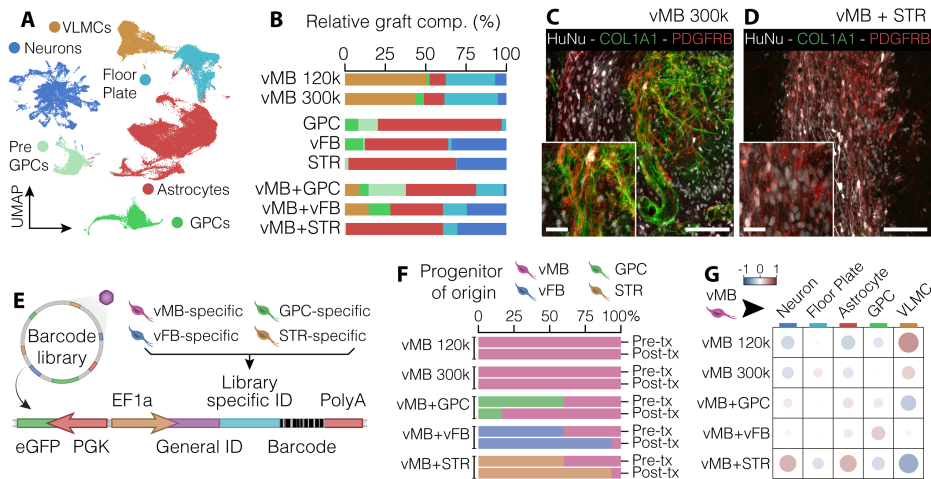 A
VLMCs
Neurons
Floor
Plate
Pre
GPCs
Astrocytes
GPCs
UMAP
B
Relative graft comp. (%)
0 25 50 75 100
vMB 120k
vMB 300k
GPC
vFB
STR
vMB+GPC
vMB+vFB
vMB+STR
C
vMB 300k
HuNu - COL1A1 - PDGFRB
D
vMB + STR
HuNu - COL1A1 - PDGFRB
E
Barcode
library
vMB-specific
GPC-specific
vFB-specific
STR-specific
Library
specific ID
EF1a
PolyA
eGFP
PGK
General ID
Barcode
F
Progenitor
of origin
vMB
GPC
vFB
STR
0 25 50 75 100%
vMB 120k
Pre-tx
Post-tx
vMB 300k
Pre-tx
Post-tx
vMB+GPC
Pre-tx
Post-tx
vMB+vFB
Pre-tx
Post-tx
vMB+STR
Pre-tx
Post-tx
G
-1 0 1
vMB
Neuron
Floor Plate
Astrocyte
GPC
VLMC
vMB 120k
vMB 300k
vMB+GPC
vMB+vFB
vMB+STR